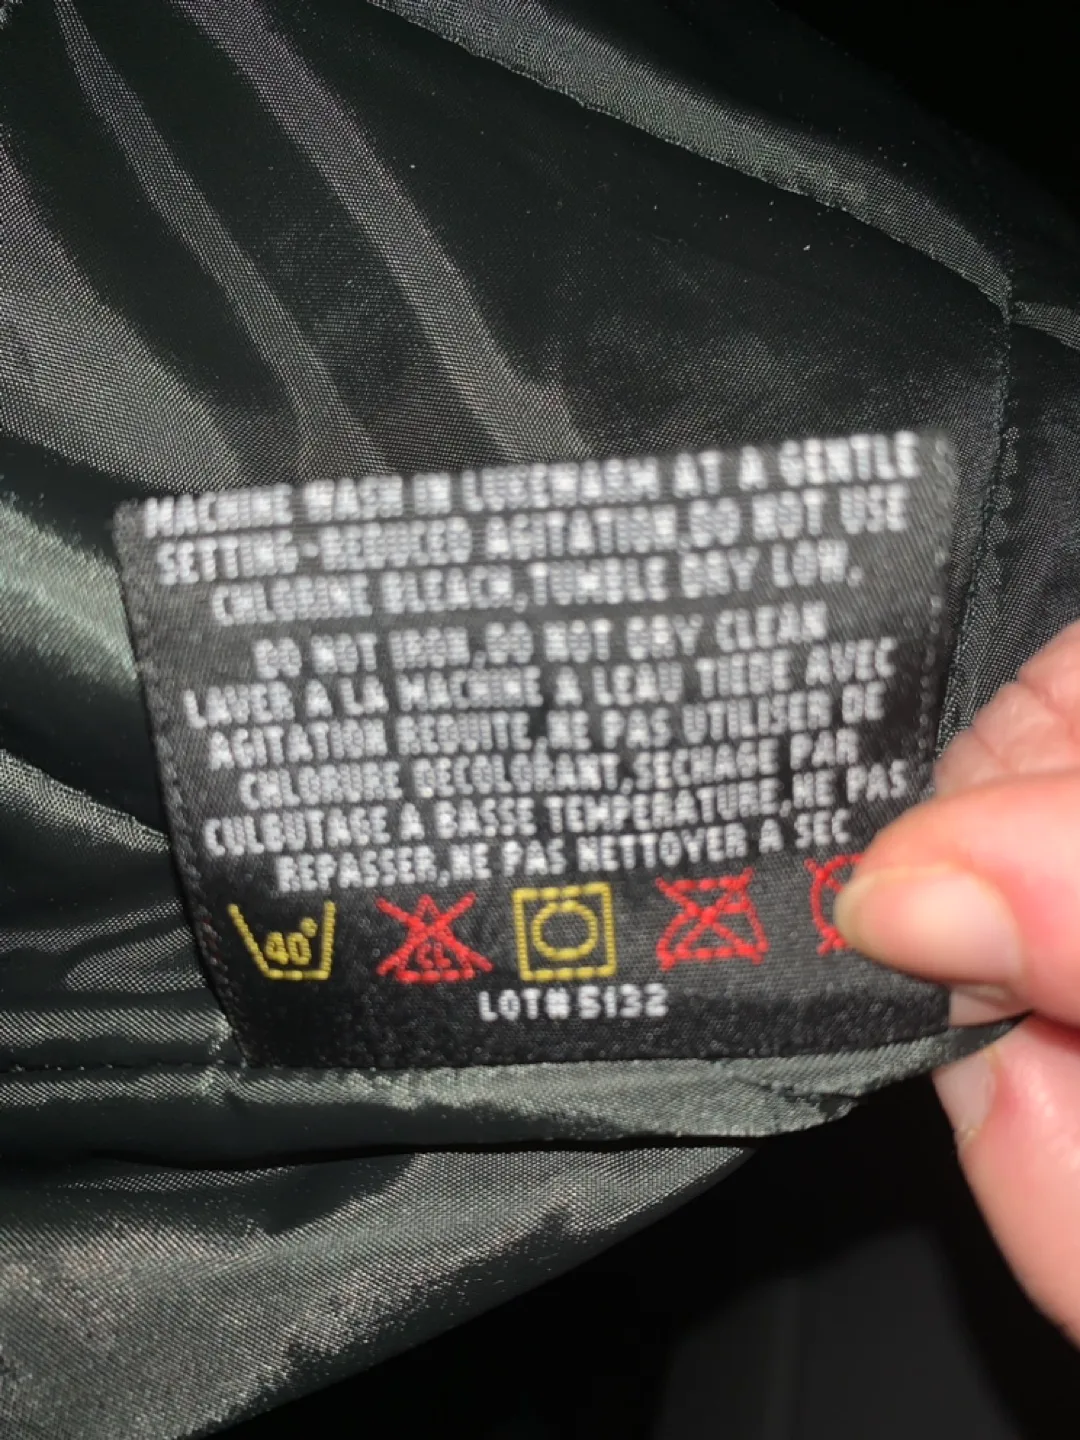 MACHINE WASH IN LUKEWARM AT A GENTLE
SETTING-REDUCED AGITATION,DO NOT USE
CHLORINE BLEACH,TUMBLE DRY LOW.
DO NOT IRON,DO NOT DRY CLEAN
LAVER A LA MACHINE A LEAU TIEDE AVEC
AGITATION REDUITE,NE PAS UTILISER DE
CHLORURE DECOLORANT,SECHAGE PAR
CULBUTAGE A BASSE TEMPERATURE,NE PAS
REPASSER,NE PAS NETTOYER A SEC
40° CL
LOT# 5132